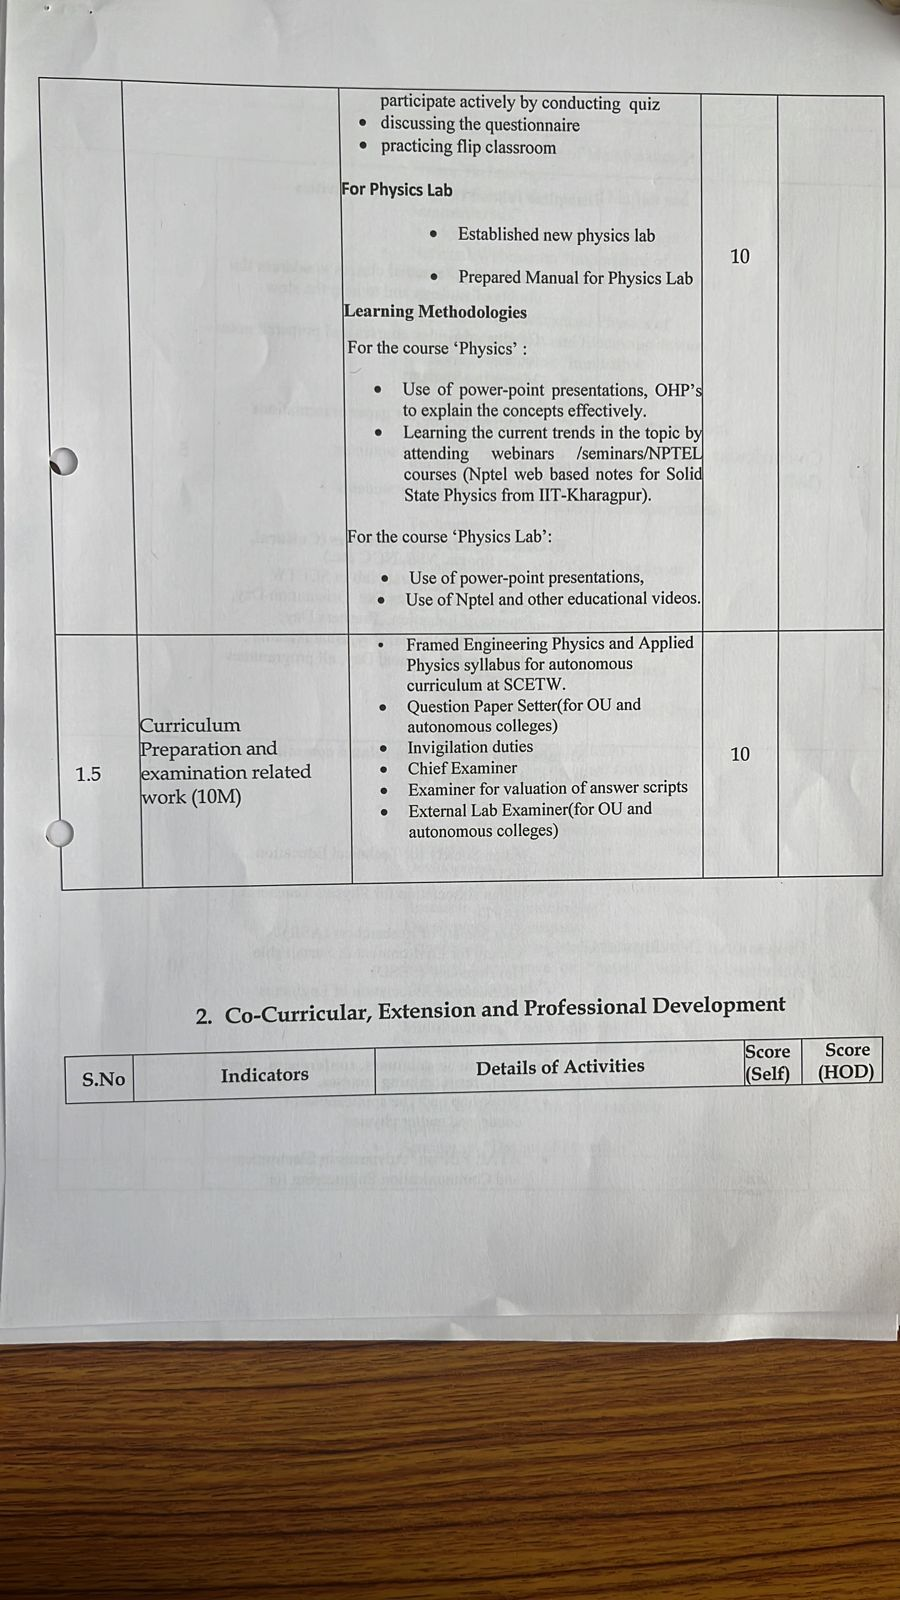 participate actively by conducting quiz
• discussing the questionnaire
• practicing flip classroom
For Physics Lab
• Established new physics lab
• Prepared Manual for Physics Lab
10
Learning Methodologies
For the course ‘Physics’ :
• Use of power-point presentations, OHP’s
to explain the concepts effectively.
• Learning the current trends in the topic by
attending webinars /seminars/NPTEL
courses (Nptel web based notes for Solid
State Physics from IIT-Kharagpur).
For the course ‘Physics Lab’:
• Use of power-point presentations,
• Use of Nptel and other educational videos.
1.5
Curriculum
Preparation and
examination related
work (10M)
• Framed Engineering Physics and Applied
Physics syllabus for autonomous
curriculum at SCETW.
• Question Paper Setter(for OU and
autonomous colleges)
• Invigilation duties
• Chief Examiner
• Examiner for valuation of answer scripts
• External Lab Examiner(for OU and
autonomous colleges)
10
2. Co-Curricular, Extension and Professional Development
S.No
Indicators
Details of Activities
Score
(Self)
Score
(HOD)